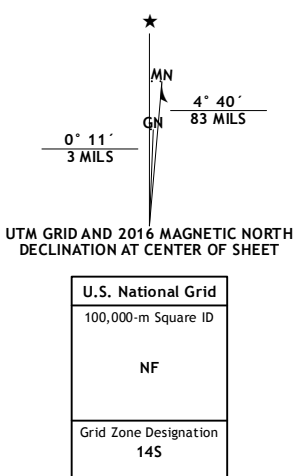 ★
MN
GN
4° 40´
83 MILS
0° 11´
3 MILS
UTM GRID AND 2016 MAGNETIC NORTH
DECLINATION AT CENTER OF SHEET
U.S. National Grid
100,000-m Square ID
NF
Grid Zone Designation
14S